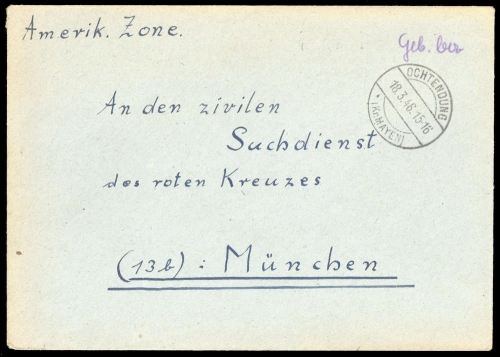 Amerik. Zone.
Geb. bez
OCHTENDUNG
18.3.46.15-16
* (Kr.MAYEN)
An den zivilen
Suchdienst
des roten Kreuzes
(13b) : München